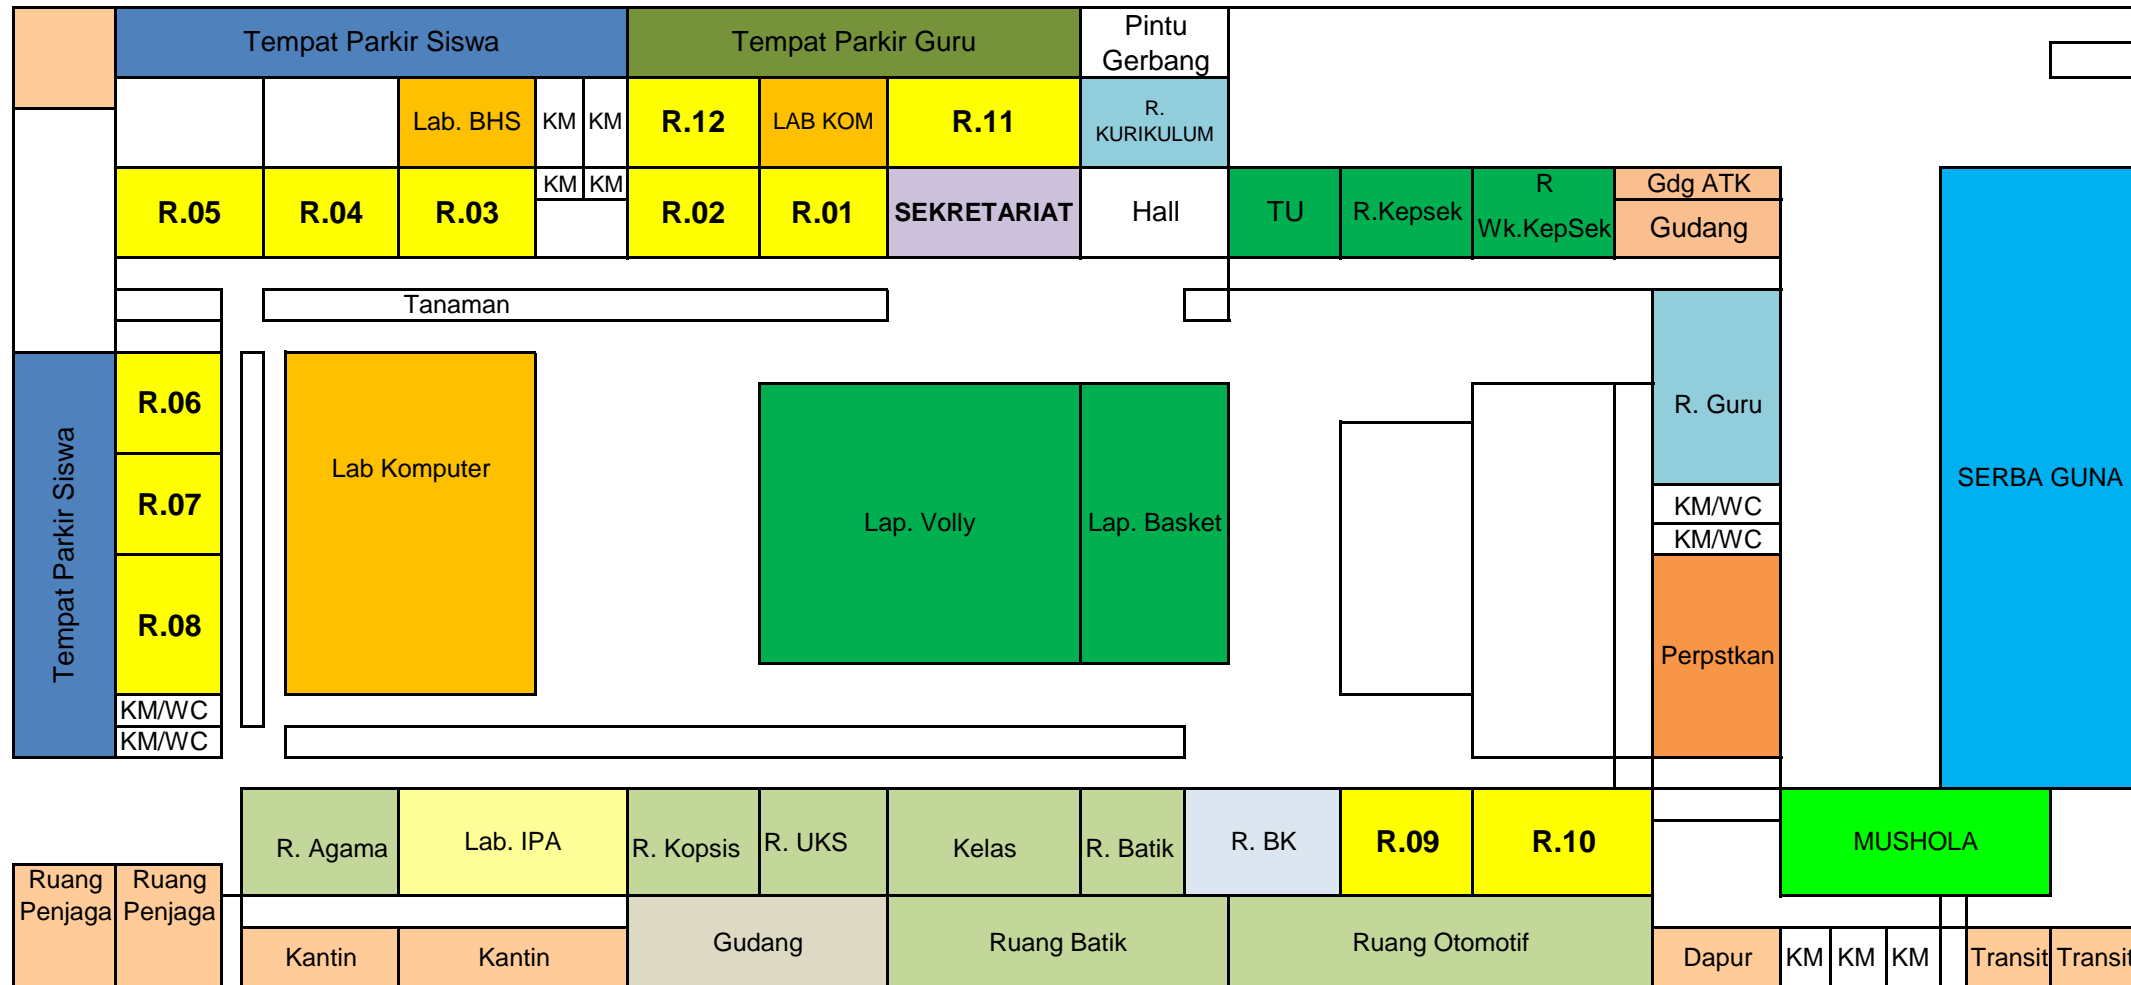 Tempat Parkir Siswa
Tempat Parkir Guru
Pintu
Gerbang
Lab. BHS
KM
KM
R.12
LAB KOM
R.11
R.
KURIKULUM
R.05
R.04
R.03
KM
KM
R.02
R.01
SEKRETARIAT
Hall
TU
R.Kepsek
R
Wk.KepSek
Gdg ATK
Gudang
Tanaman
Tempat Parkir Siswa
R.06
R.07
R.08
KM/WC
KM/WC
Lab Komputer
Lap. Volly
Lap. Basket
R. Guru
KM/WC
KM/WC
Perpstkan
SERBA GUNA
R. Agama
Lab. IPA
R. Kopsis
R. UKS
Kelas
R. Batik
R. BK
R.09
R.10
MUSHOLA
Ruang
Penjaga
Ruang
Penjaga
Kantin
Kantin
Gudang
Ruang Batik
Ruang Otomotif
Dapur
KM
KM
KM
Transit
Transit